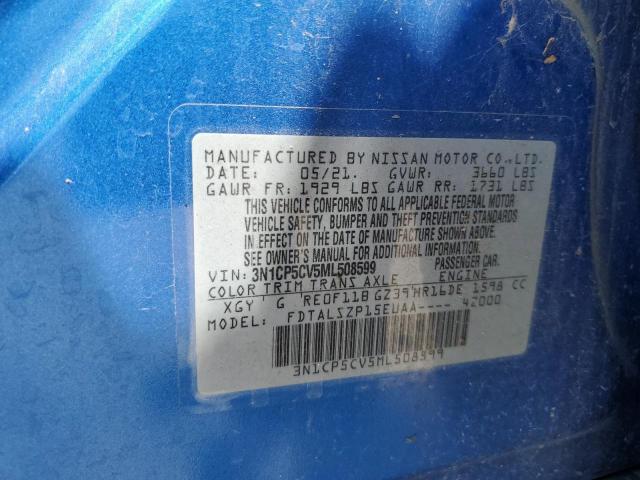 MANUFACTURED BY NISSAN MOTOR CO.,LTD.
DATE: 05/21. GVWR: 3660 LBS
GAWR FR: 1929 LBS GAWR RR: 1731 LBS
THIS VEHICLE CONFORMS TO ALL APPLICABLE FEDERAL MOTOR
VEHICLE SAFETY, BUMPER AND THEFT PREVENTION STANDARDS
IN EFFECT ON THE DATE OF MANUFACTURE SHOWN ABOVE.
SEE OWNER'S MANUAL FOR ADDITIONAL INFORMATION.
VIN: 3N1CP5CV5ML508599 PASSENGER CAR.
COLOR TRIM TRANS AXLE ENGINE
XGY G RE0F11B GZ39 HR16DE 1598 CC
MODEL: FDTALSZP15EUAA---- 42000
3N1CP5CV5ML508599